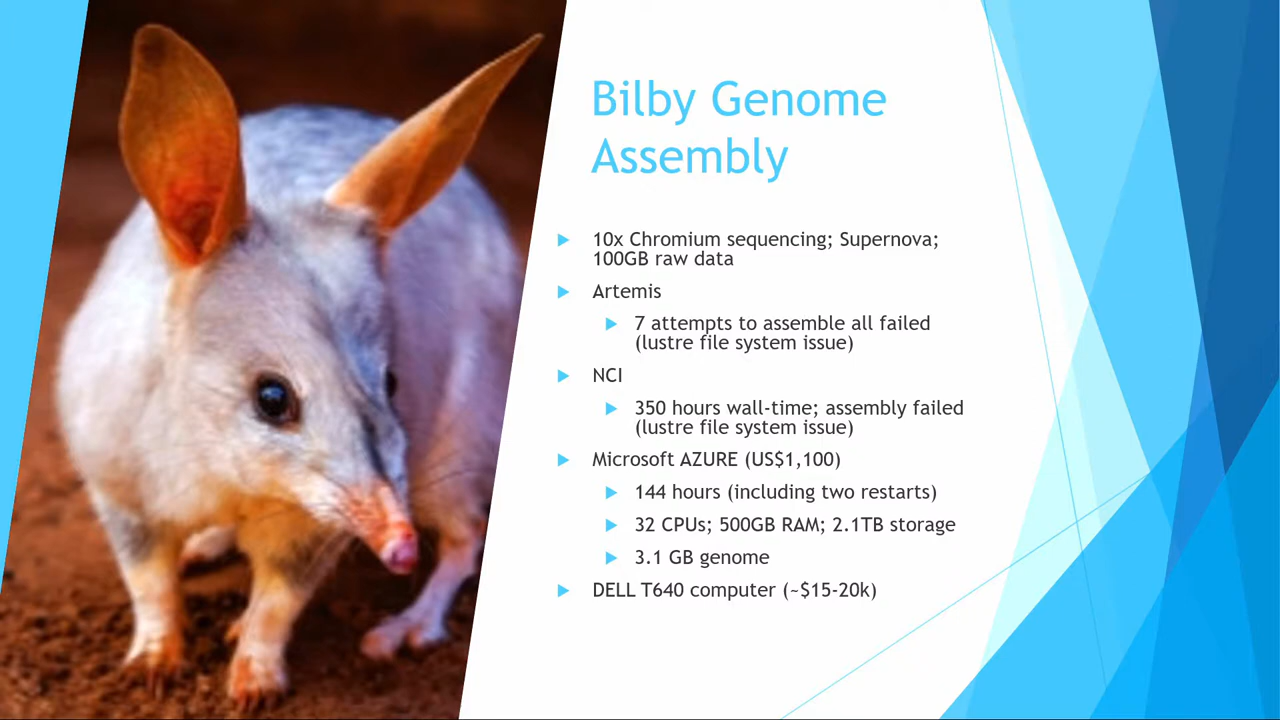 Bilby Genome
Assembly
10x Chromium sequencing; Supernova;
100GB raw data
Artemis
7 attempts to assemble all failed
(lustre file system issue)
NCI
350 hours wall-time; assembly failed
(lustre file system issue)
Microsoft AZURE (US$1,100)
144 hours (including two restarts)
32 CPUs; 500GB RAM; 2.1TB storage
3.1 GB genome
DELL T640 computer (~$15-20k)